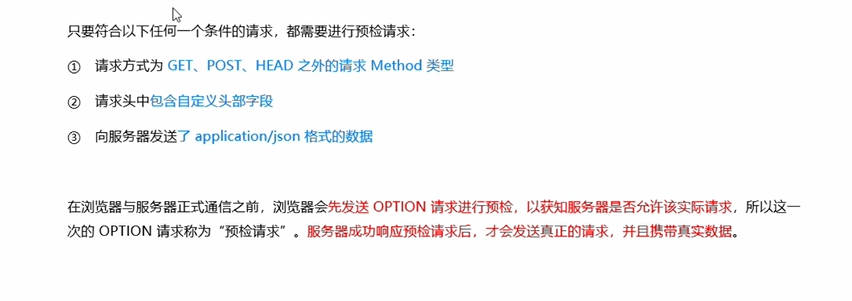 只要符合以下任何一个条件的请求，都需要进行预检请求：
① 请求方式为 GET、POST、HEAD 之外的请求 Method 类型
② 请求头中包含自定义头部字段
③ 向服务器发送了 application/json 格式的数据
在浏览器与服务器正式通信之前，浏览器会先发送 OPTION 请求进行预检，以获知服务器是否允许该实际请求，所以这一
次的 OPTION 请求称为“预检请求”。服务器成功响应预检请求后，才会发送真正的请求，并且携带真实数据。